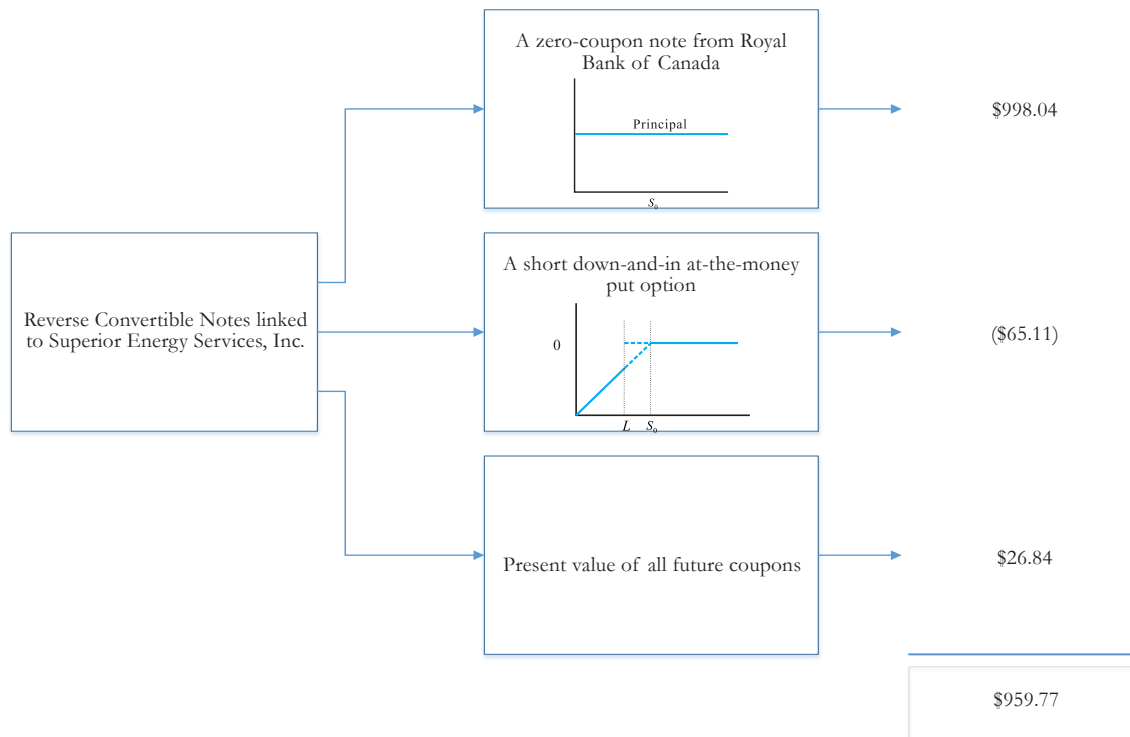 A zero-coupon note from Royal
Bank of Canada
Principal
S₀
$998.04
Reverse Convertible Notes linked
to Superior Energy Services, Inc.
A short down-and-in at-the-money
put option
0
L S₀
($65.11)
Present value of all future coupons
$26.84
$959.77